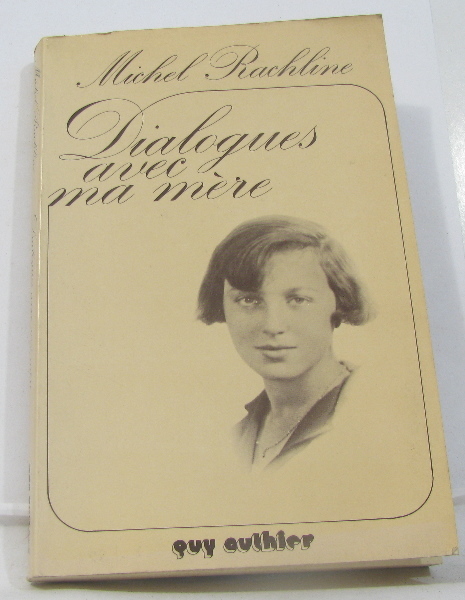 Michel Rachline
Dialogues
avec
ma mère
guy authier